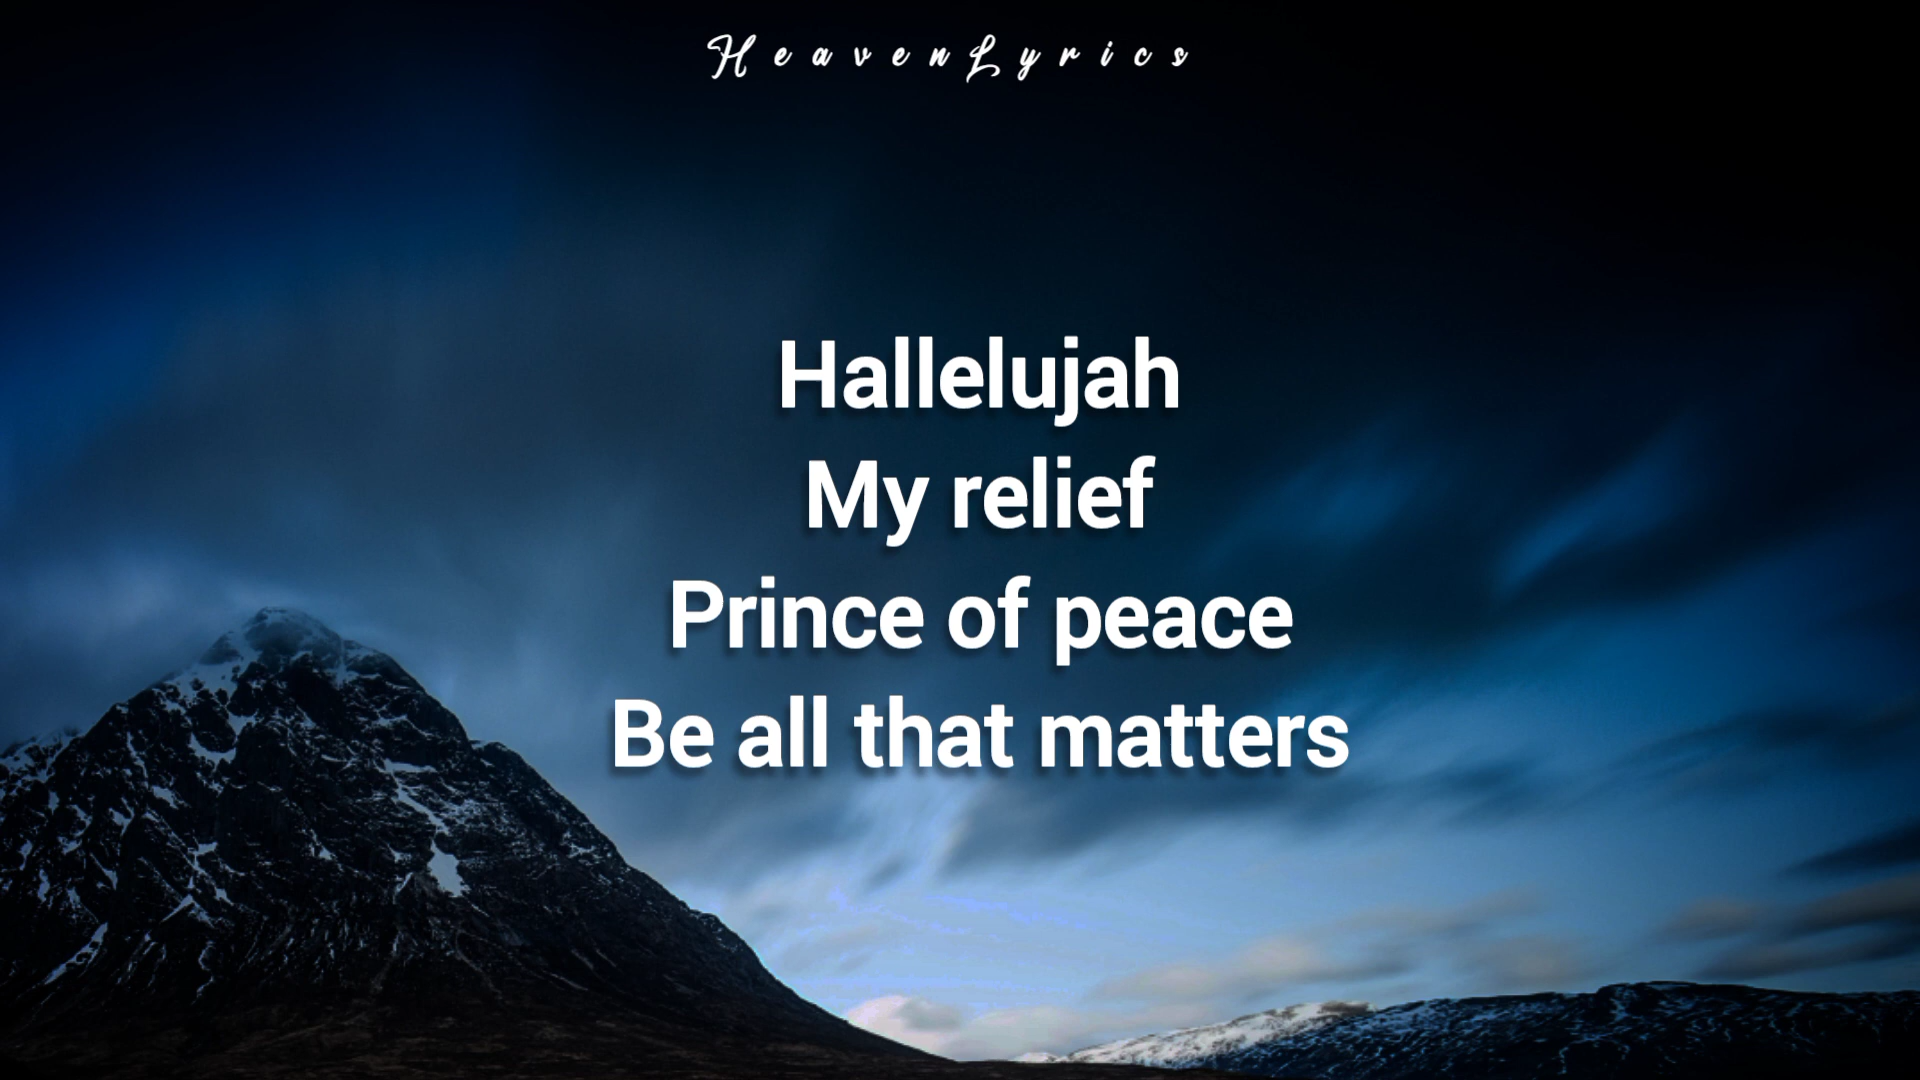 HeavenLyrics
Hallelujah
My relief
Prince of peace
Be all that matters